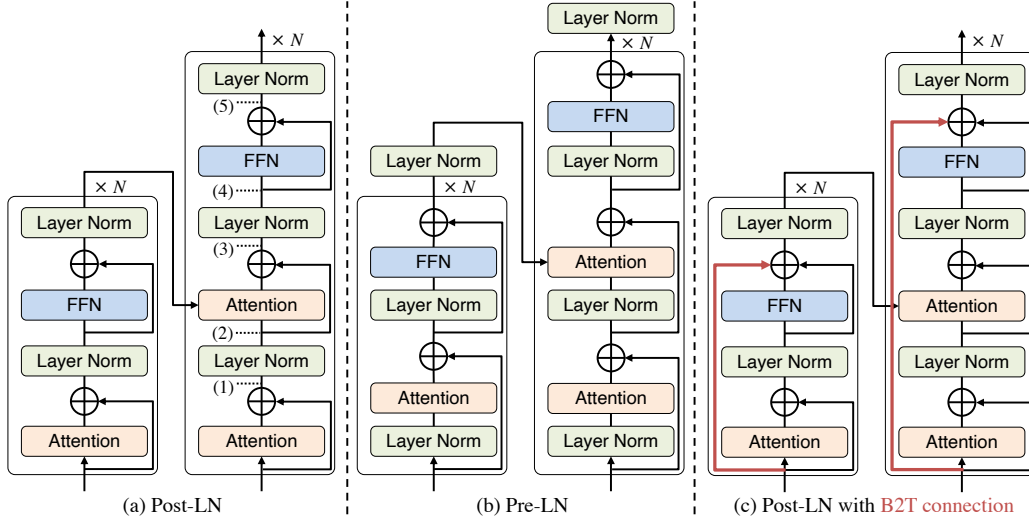 × N
Layer Norm
(5)
FFN
(4)
Layer Norm
(3)
Attention
(2)
Layer Norm
(1)
Attention
× N
Layer Norm
FFN
Layer Norm
Attention
(a) Post-LN
Layer Norm
× N
FFN
Layer Norm
Attention
Layer Norm
Attention
Layer Norm
Layer Norm
× N
FFN
Layer Norm
Attention
Layer Norm
(b) Pre-LN
× N
Layer Norm
FFN
Layer Norm
Attention
Layer Norm
Attention
× N
Layer Norm
FFN
Layer Norm
Attention
(c) Post-LN with B2T connection